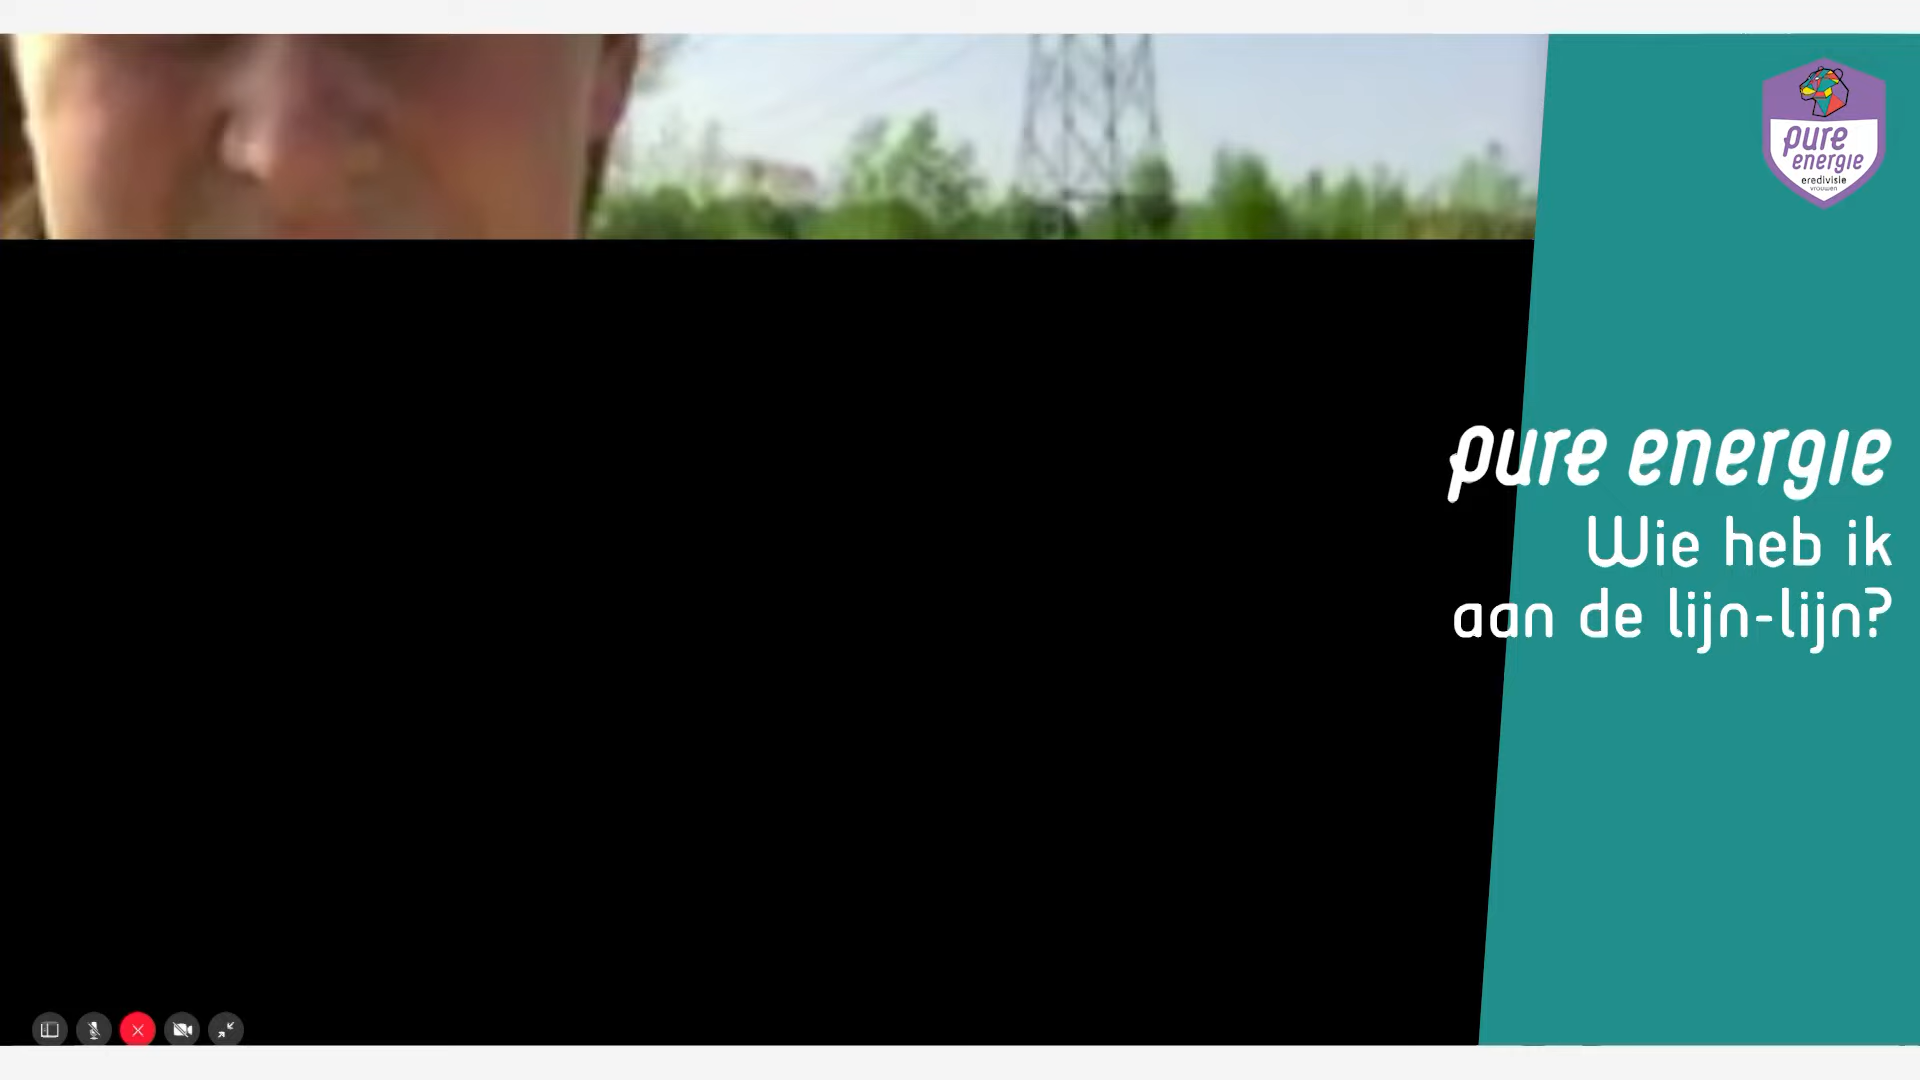 pure
energie
eredivisie
vrouwen
pure energie
Wie heb ik
aan de lijn-lijn?